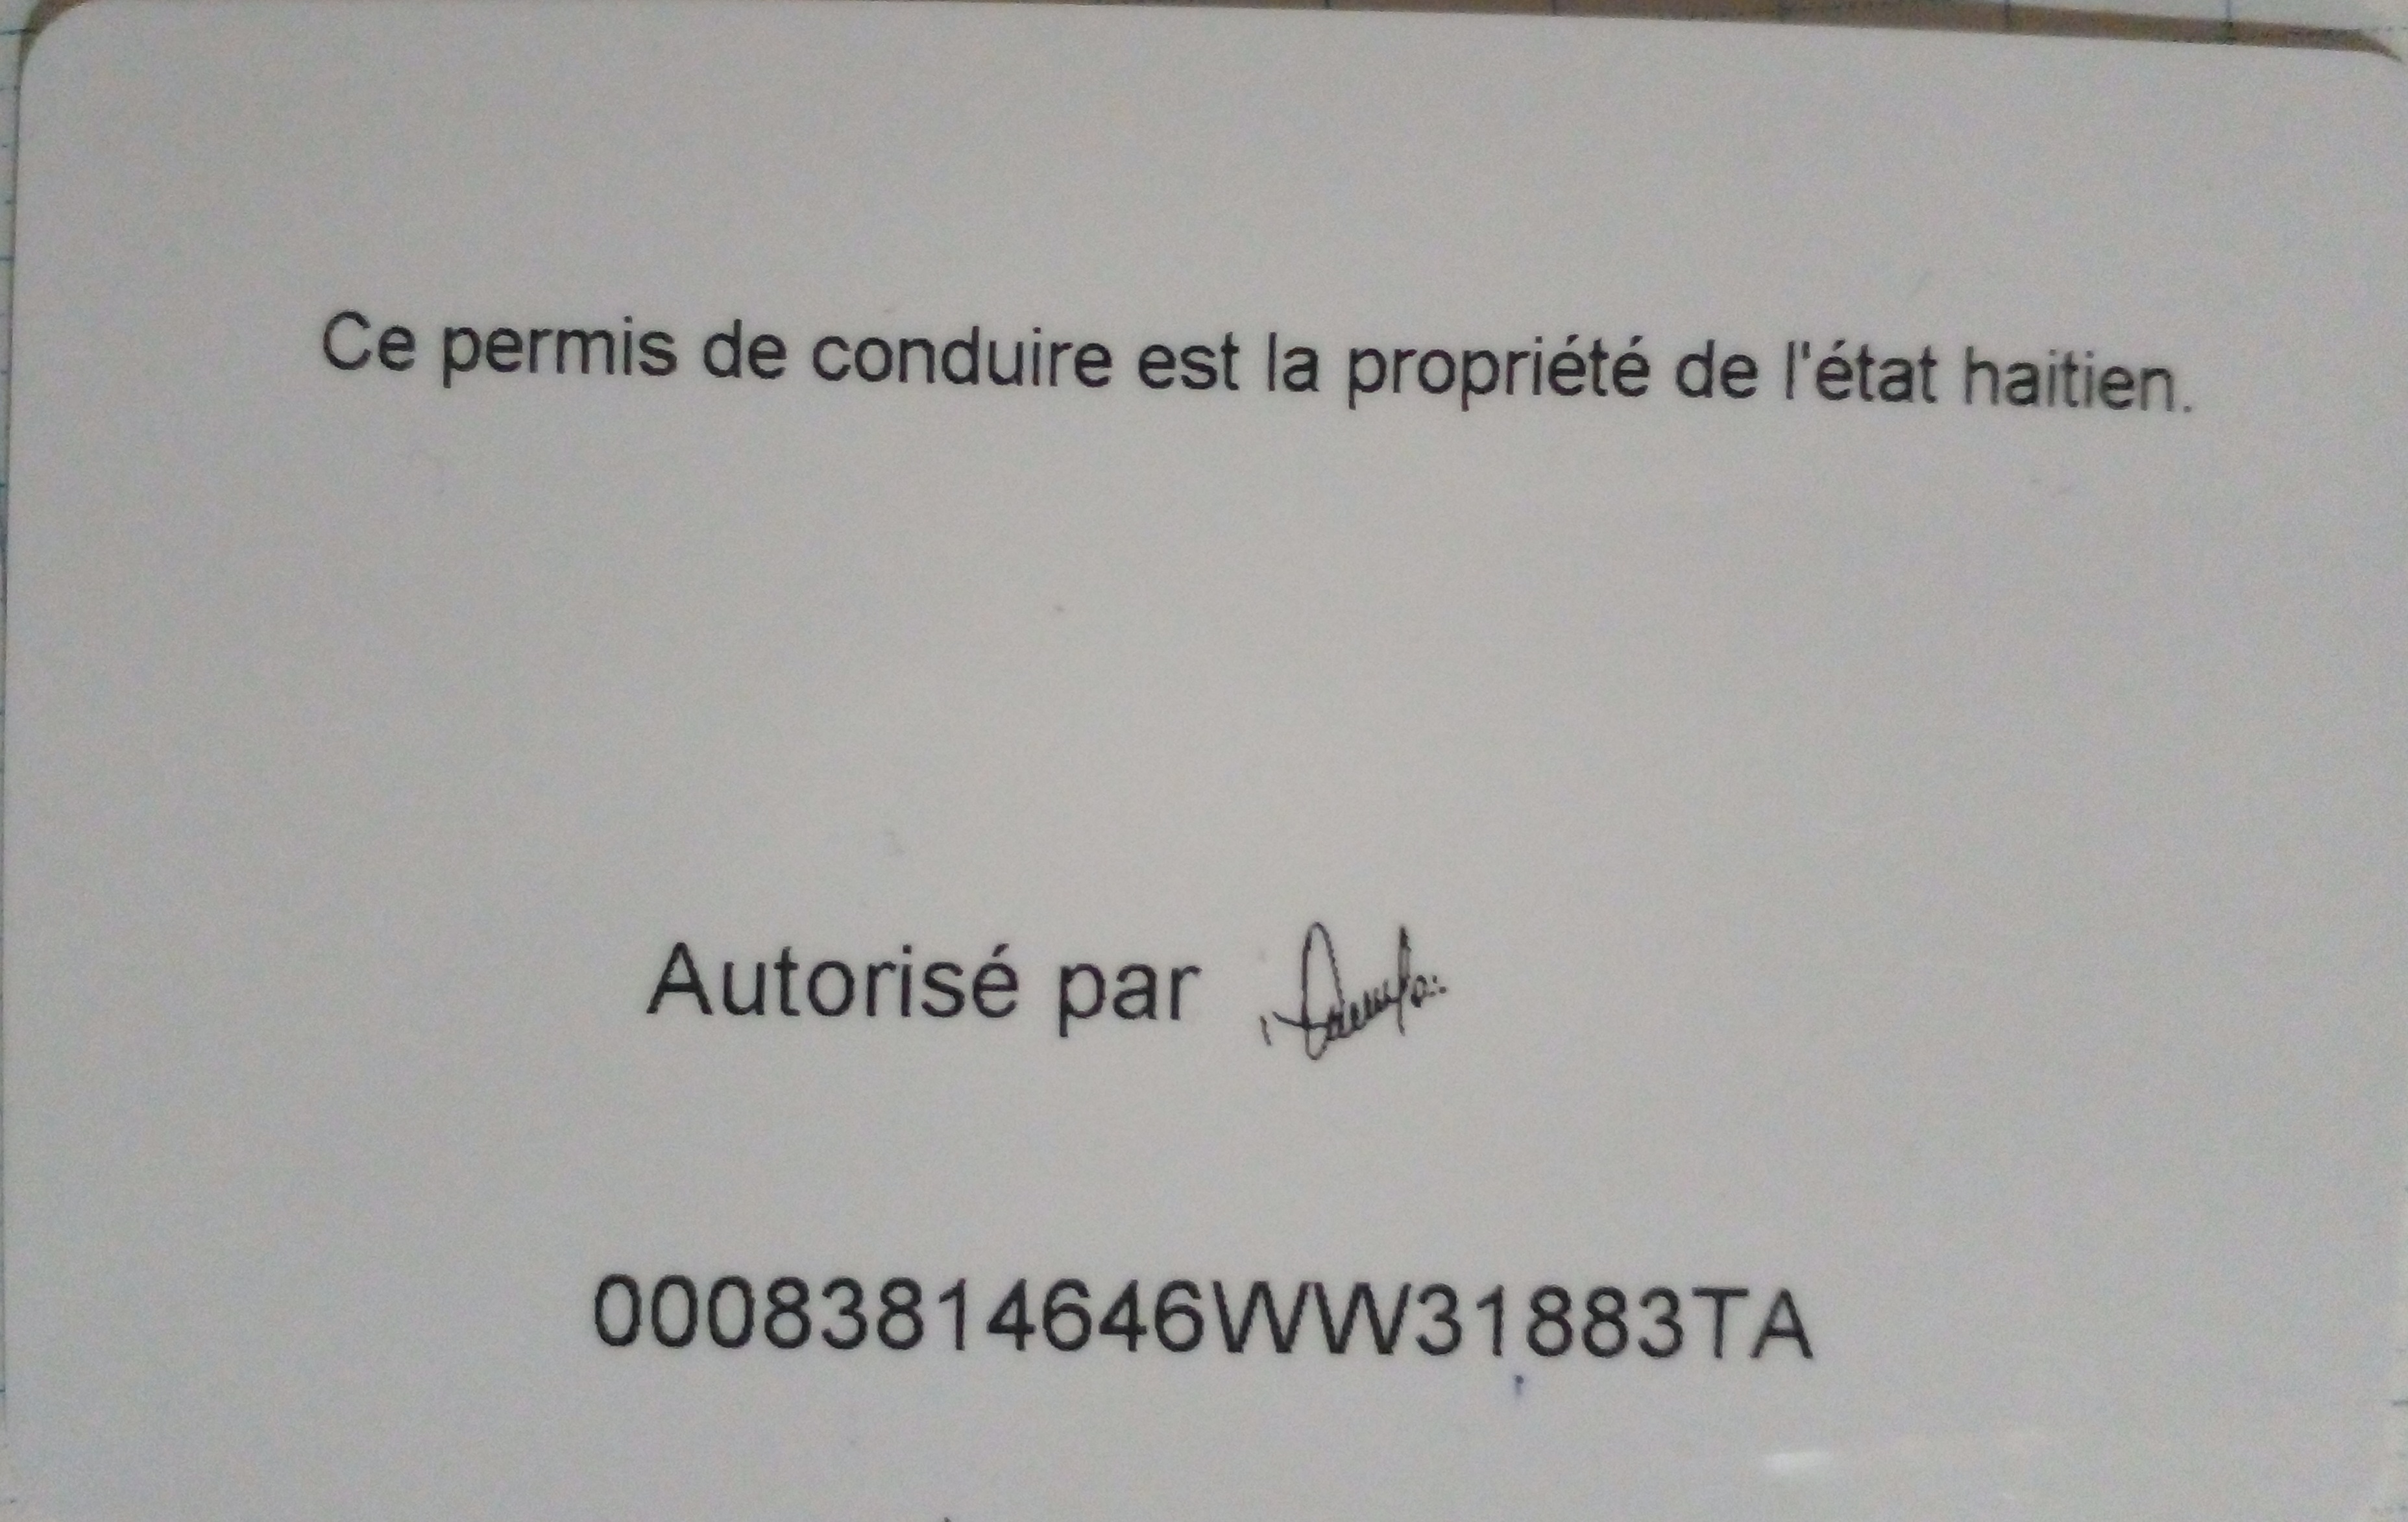 Ce permis de conduire est la propriété de l'état haitien.
Autorisé par
00083814646WW31883TA